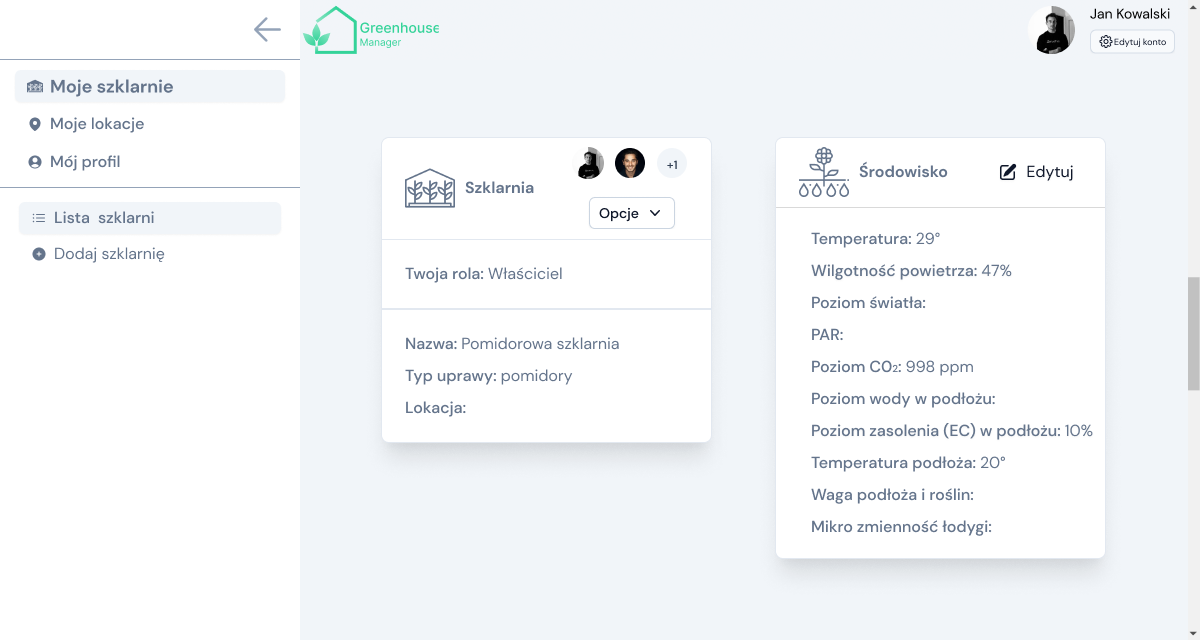 Greenhouse
Manager
Jan Kowalski
Edytuj konto
Moje szklarnie
Moje lokacje
Mój profil
Lista szklarni
Dodaj szklarnię
Szklarnia
+1
Opcje
Twoja rola: Właściciel
Nazwa: Pomidorowa szklarnia
Typ uprawy: pomidory
Lokacja:
Środowisko
Edytuj
Temperatura: 29°
Wilgotność powietrza: 47%
Poziom światła:
PAR:
Poziom CO₂: 998 ppm
Poziom wody w podłożu:
Poziom zasolenia (EC) w podłożu: 10%
Temperatura podłoża: 20°
Waga podłoża i roślin:
Mikro zmienność łodygi: